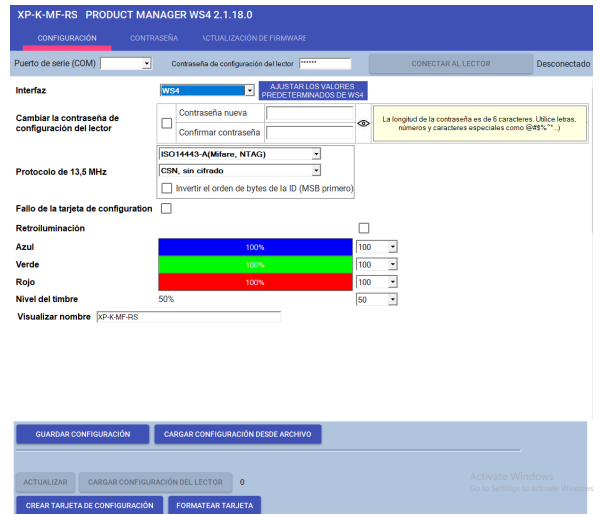 XP-K-MF-RS PRODUCT MANAGER WS4 2.1.18.0
CONFIGURACIÓN CONTRASEÑA \CTUALIZACIÓN DE FIRMWARE
Puerto de serie (COM) Contraseña de configuración del lector ****** CONECTAR AL LECTOR Desconectado
Interfaz WS4 AJUSTAR LOS VALORES
PREDETERMINADOS DE WS4
Cambiar la contraseña de
configuración del lector
Contraseña nueva
Confirmar contraseña
La longitud de la contraseña es de 6 caracteres. Utilice letras,
números y caracteres especiales como @#$%^*..)
Protocolo de 13,5 MHz
ISO14443-A(Mifare, NTAG)
CSN, sin cifrado
Invertir el orden de bytes de la ID (MSB primero)
Fallo de la tarjeta de configuration
Retroiluminación
Azul 100% 100
Verde 100% 100
Rojo 100% 100
Nivel del timbre 50% 50
Visualizar nombre XP-K-MF-RS
GUARDAR CONFIGURACIÓN CARGAR CONFIGURACIÓN DESDE ARCHIVO
ACTUALIZAR CARGAR CONFIGURACIÓN DEL LECTOR 0
Activate Windows
Go to Settings to activate Windows
CREAR TARJETA DE CONFIGURACIÓN FORMATEAR TARJETA